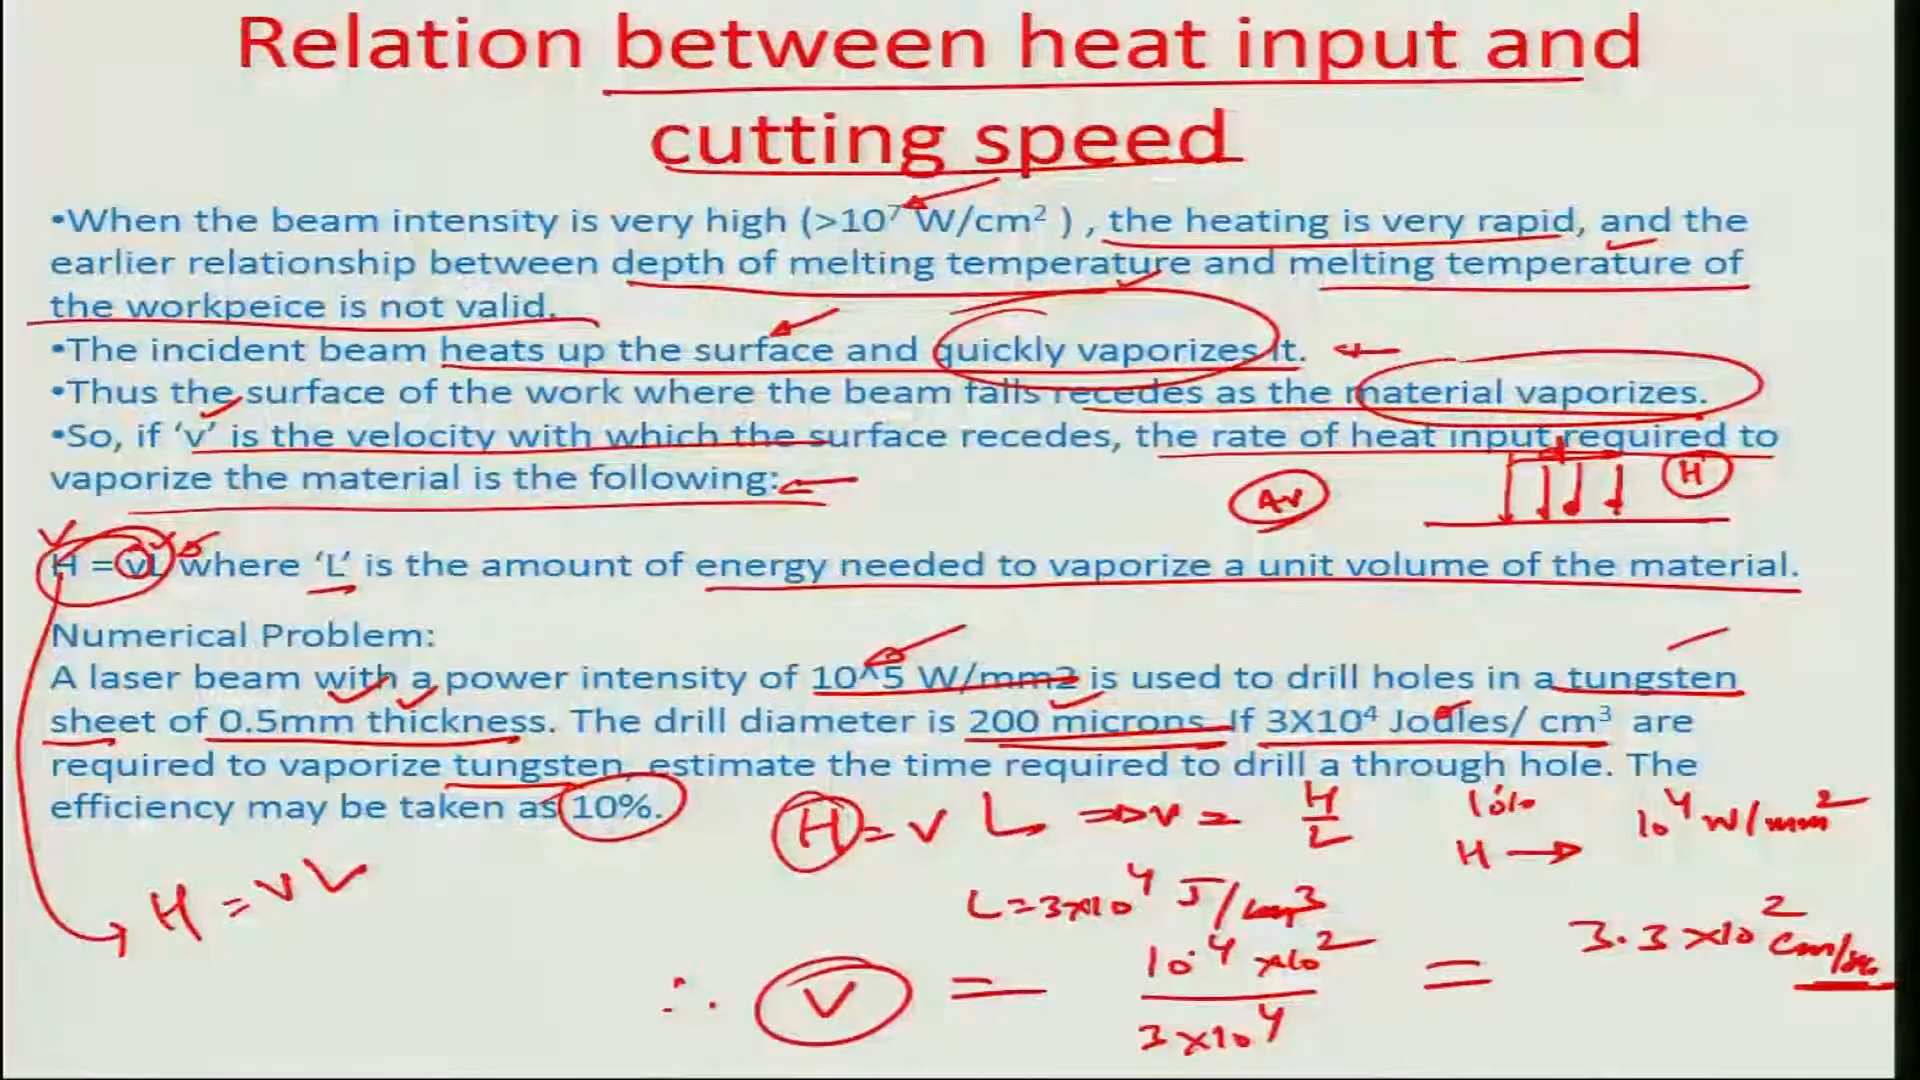 Relation between heat input and
cutting speed
•When the beam intensity is very high (>10⁷ W/cm² ) , the heating is very rapid, and the
earlier relationship between depth of melting temperature and melting temperature of
the workpeice is not valid.
•The incident beam heats up the surface and quickly vaporizes it.
•Thus the surface of the work where the beam falls recedes as the material vaporizes.
•So, if ‘v’ is the velocity with which the surface recedes, the rate of heat input required to
vaporize the material is the following:
AV
H
H = vL where ‘L’ is the amount of energy needed to vaporize a unit volume of the material.
Numerical Problem:
A laser beam with a power intensity of 10^5 W/mm2 is used to drill holes in a tungsten
sheet of 0.5mm thickness. The drill diameter is 200 microns. If 3X10⁴ Joules/ cm³ are
required to vaporize tungsten, estimate the time required to drill a through hole. The
efficiency may be taken as 10%.
H = V L ⇒ V = H/L
10%
H → 10⁴ W/mm²
H = V L
L = 3×10⁴ J/cm³
∴ V = 10⁴ ×10² / 3×10⁴ = 3.3 ×10² cm/sec